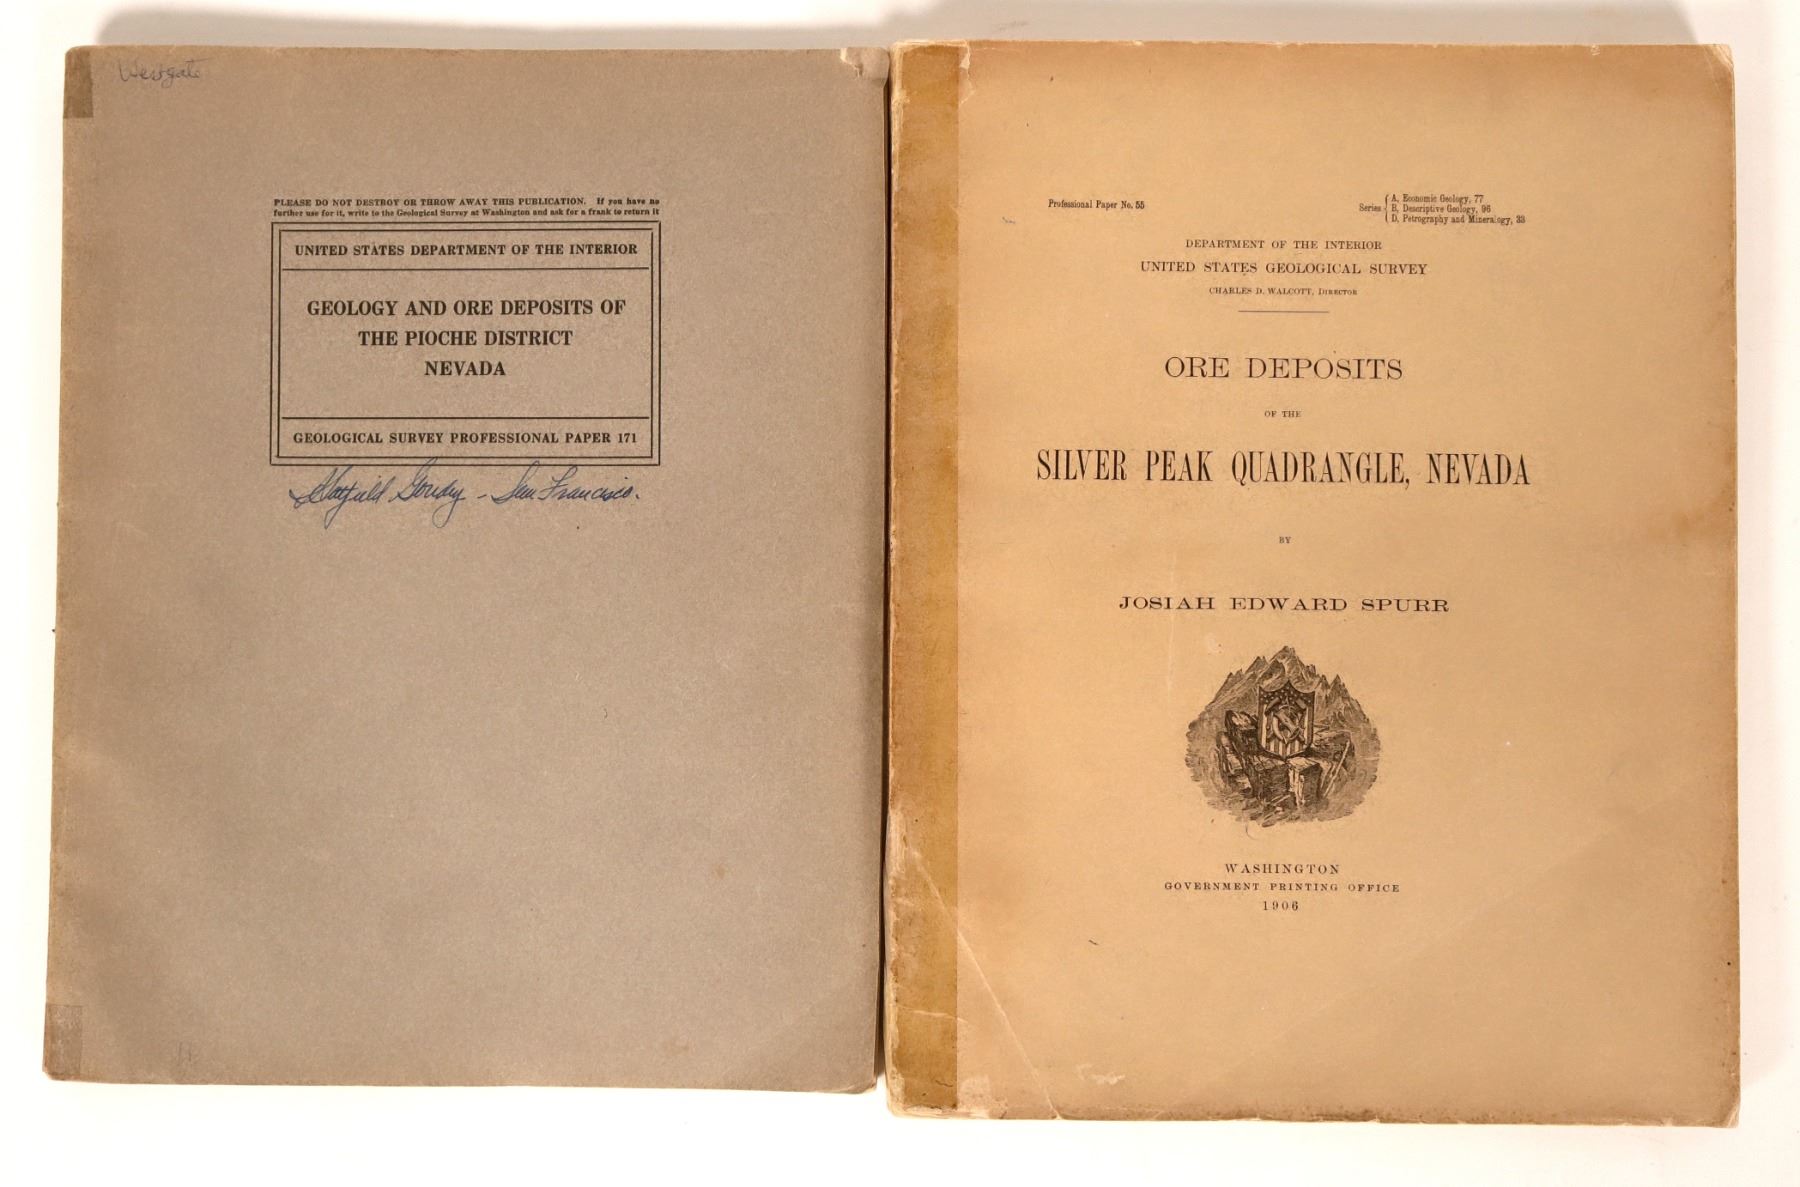 Westgate
PLEASE DO NOT DESTROY OR THROW AWAY THIS PUBLICATION. If you have no
further use for it, write to the Geological Survey at Washington and ask for a frank to return it
UNITED STATES DEPARTMENT OF THE INTERIOR
GEOLOGY AND ORE DEPOSITS OF
THE PIOCHE DISTRICT
NEVADA
GEOLOGICAL SURVEY PROFESSIONAL PAPER 171
Goudy - San Francisco.
Professional Paper No. 55
Series { A, Economic Geology, 77
B, Descriptive Geology, 96
D, Petrography and Mineralogy, 33
DEPARTMENT OF THE INTERIOR
UNITED STATES GEOLOGICAL SURVEY
CHARLES D. WALCOTT, DIRECTOR
ORE DEPOSITS
OF THE
SILVER PEAK QUADRANGLE, NEVADA
BY
JOSIAH EDWARD SPURR
WASHINGTON
GOVERNMENT PRINTING OFFICE
1906